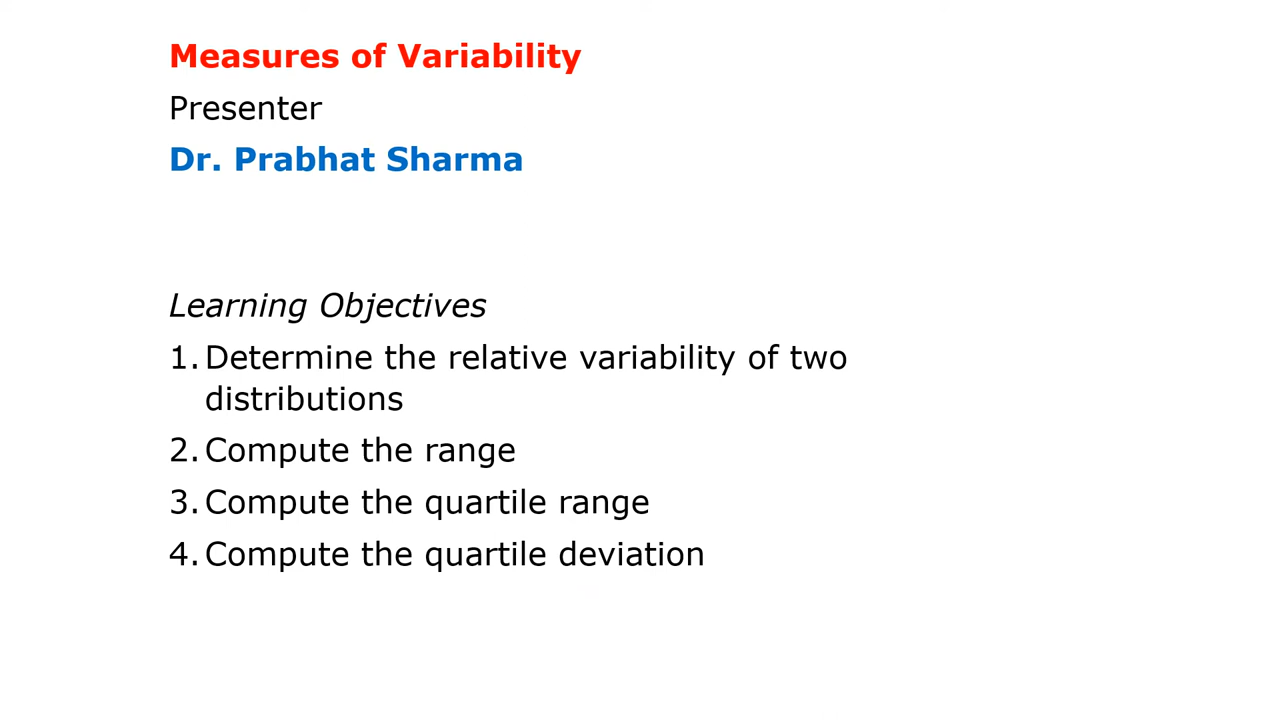 Measures of Variability
Presenter
Dr. Prabhat Sharma
Learning Objectives
1. Determine the relative variability of two
distributions
2. Compute the range
3. Compute the quartile range
4. Compute the quartile deviation